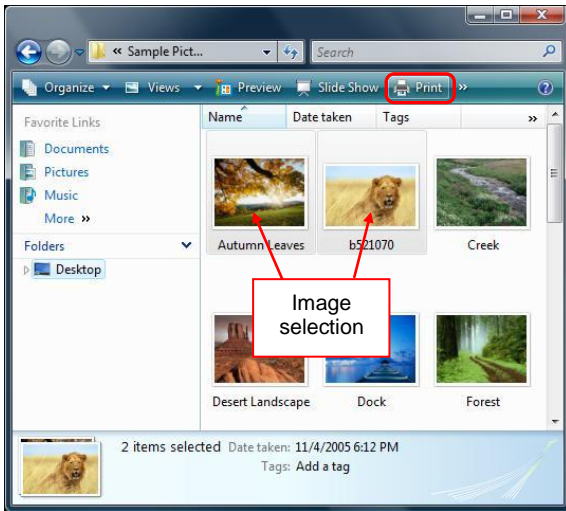 « Sample Pict...
Search
Organize Views Preview Slide Show Print »
Favorite Links
Documents
Pictures
Music
More »
Folders
Desktop
Name Date taken Tags »
Autumn Leaves b521070 Creek
Image
selection
Desert Landscape Dock Forest
2 items selected Date taken: 11/4/2005 6:12 PM
Tags: Add a tag